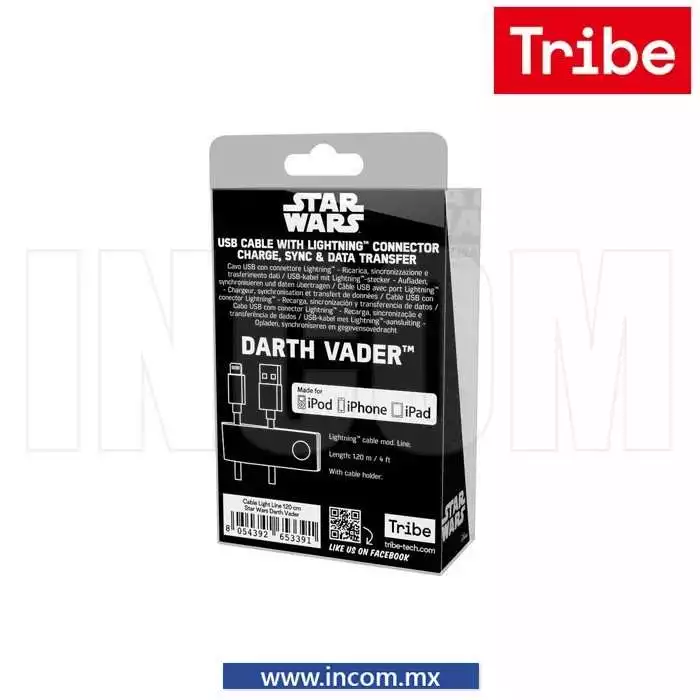 Tribe
STAR
WARS
USB CABLE WITH LIGHTNING™ CONNECTOR
CHARGE, SYNC & DATA TRANSFER
Cavo USB con connettore Lightning™ - Ricarica, sincronizzazione e
trasferimento dati / USB-kabel mit Lightning™-stecker - Aufladen,
synchronisieren und daten übertragen / Câble USB avec port Lightning™
- Chargeur, synchronisation et transfert de données / Cable USB con
conector Lightning™ - Recarga, sincronización y transferencia de datos /
Cabo USB com conector Lightning™ - Recarga, sincronização e
transferência de dados / USB-kabel met Lightning™-aansluiting -
Opladen, synchroniseren en gegevensoverdracht
DARTH VADER™
Made for
iPod iPhone iPad
Lightning™ cable mod. Line.
Length: 1.20 m / 4 ft
With cable holder.
Cable Light Line 120 cm
Star Wars Darth Vader
8 054392 653391
LIKE US ON FACEBOOK
Tribe
tribe-tech.com
STAR
WARS
INCOM
www.incom.mx